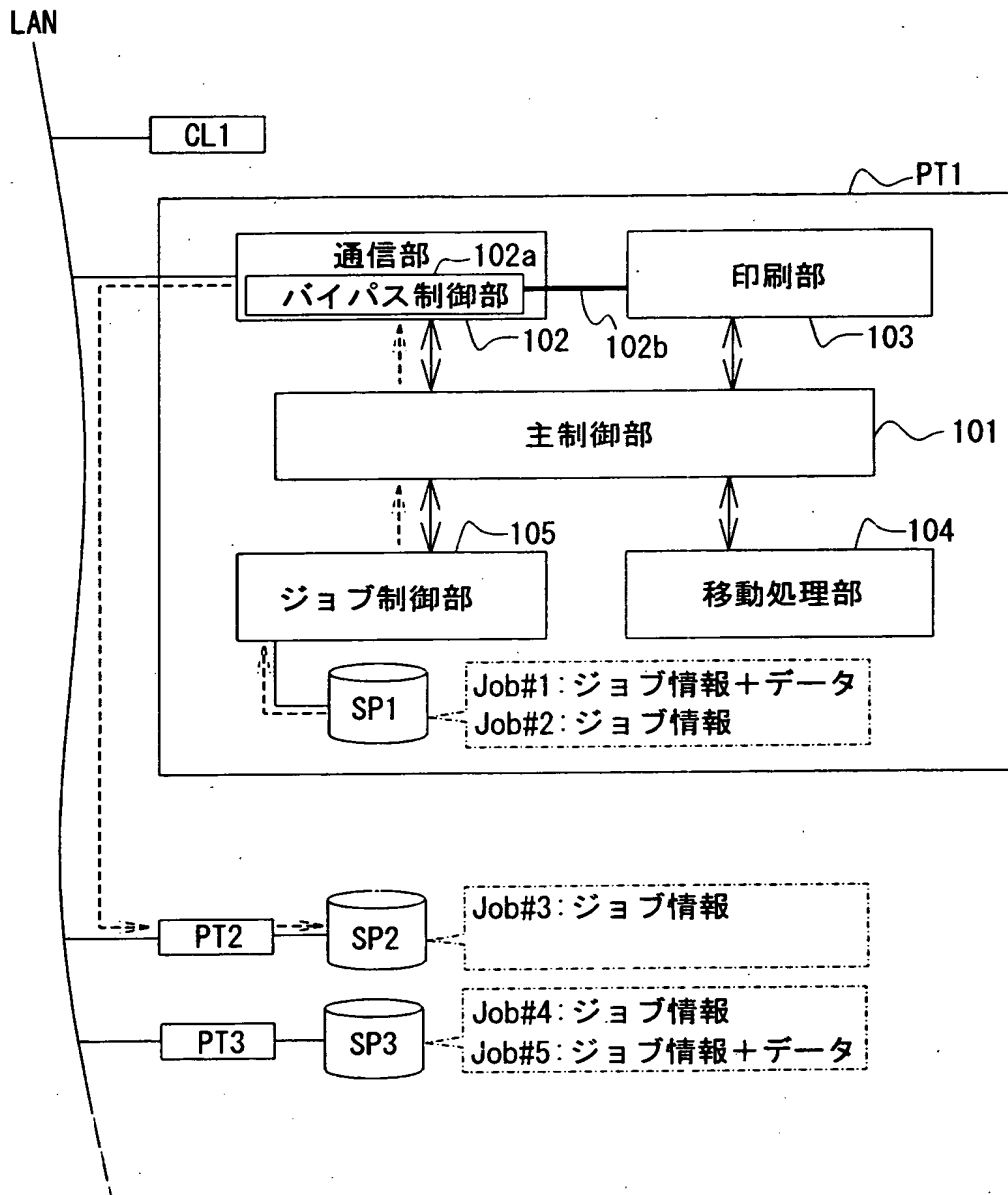 LAN
CL1
PT1
通信部
102a
バイパス制御部
印刷部
102
102b
103
主制御部
101
105
104
ジョブ制御部
移動処理部
SP1
Job#1:ジョブ情報+データ
Job#2:ジョブ情報
PT2
SP2
Job#3:ジョブ情報
PT3
SP3
Job#4:ジョブ情報
Job#5:ジョブ情報+データ